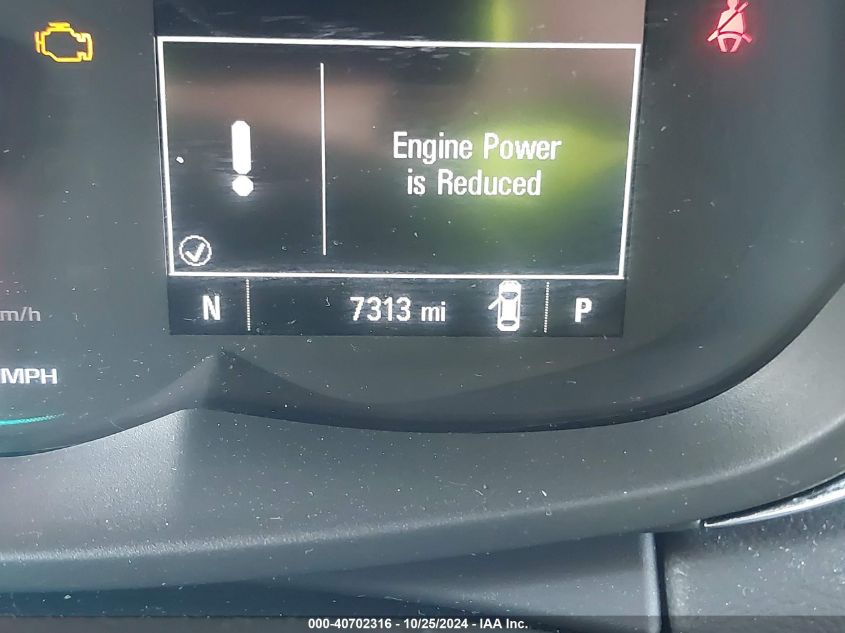 Engine Power
is Reduced
N
7313 mi
P
m/h
MPH
000-40702316 - 10/25/2024 - IAA Inc.